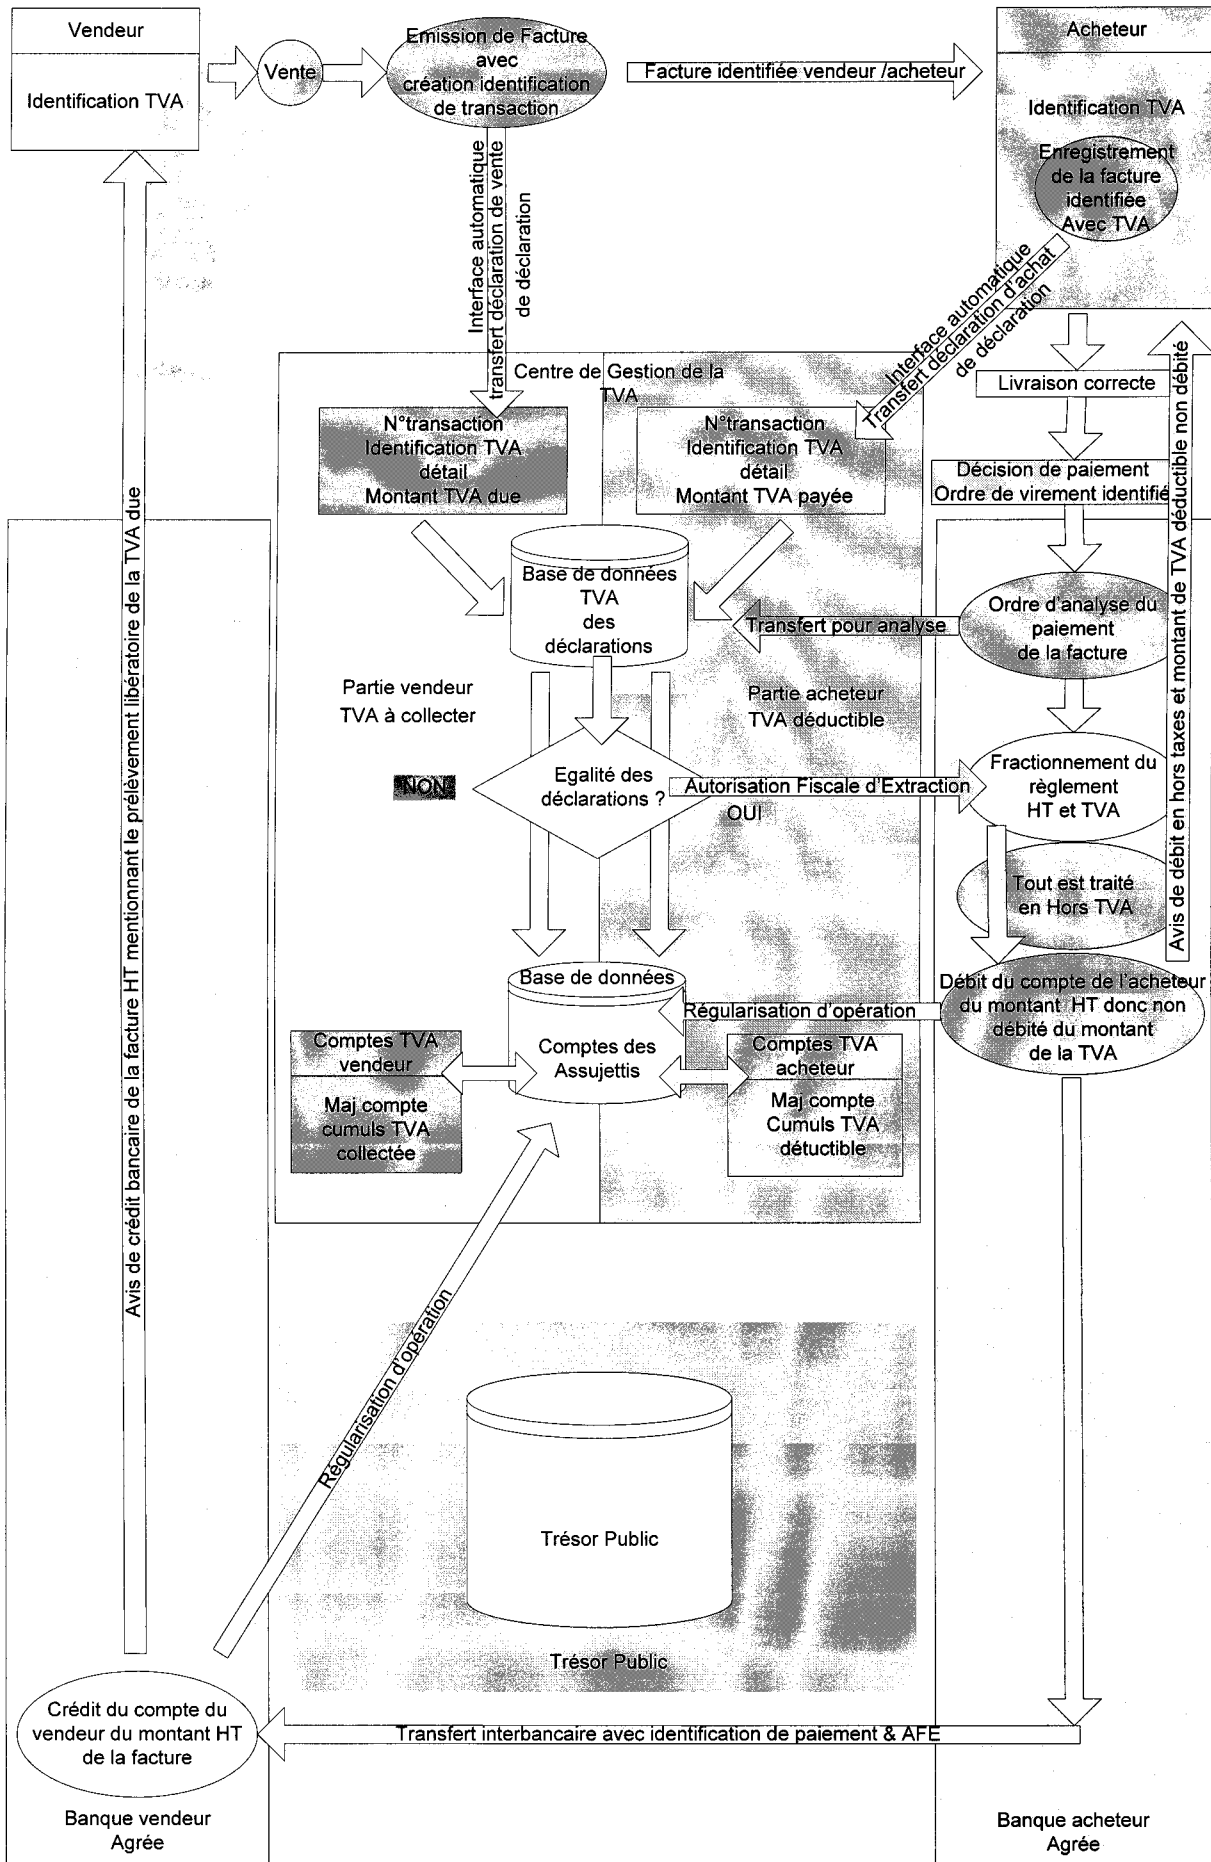 Vendeur
Identification TVA
Vente
Emission de Facture
avec
création identification
de transaction
Facture identifiée vendeur /acheteur
Acheteur
Identification TVA
Enregistrement
de la facture
identifiée
Avec TVA
Interface automatique
transfert déclaration de vente
de déclaration
Interface automatique
Transfert déclaration d'achat
de déclaration
Livraison correcte
Décision de paiement
Ordre de virement identifié
Centre de Gestion de la
TVA
N°transaction
Identification TVA
détail
Montant TVA due
N°transaction
Identification TVA
détail
Montant TVA payée
Base de données
TVA
des
déclarations
Transfert pour analyse
Ordre d'analyse du
paiement
de la facture
Partie vendeur
TVA à collecter
Partie acheteur
TVA déductible
NON
Egalité des
déclarations ?
Autorisation Fiscale d'Extraction
OUI
Fractionnement du
règlement
HT et TVA
Tout est traité
en Hors TVA
Avis de débit en hors taxes et montant de TVA déductible non débité
Débit du compte de l'acheteur
du montant HT donc non
débité du montant
de la TVA
Régularisation d'opération
Base de données
Comptes des
Assujettis
Comptes TVA
vendeur
Maj compte
cumuls TVA
collectée
Comptes TVA
acheteur
Maj compte
Cumuls TVA
détuctible
Avis de crédit bancaire de la facture HT mentionnant le prélèvement libératoire de la TVA due
Régularisation d'opération
Trésor Public
Trésor Public
Crédit du compte du
vendeur du montant HT
de la facture
Transfert interbancaire avec identification de paiement & AFE
Banque vendeur
Agrée
Banque acheteur
Agrée